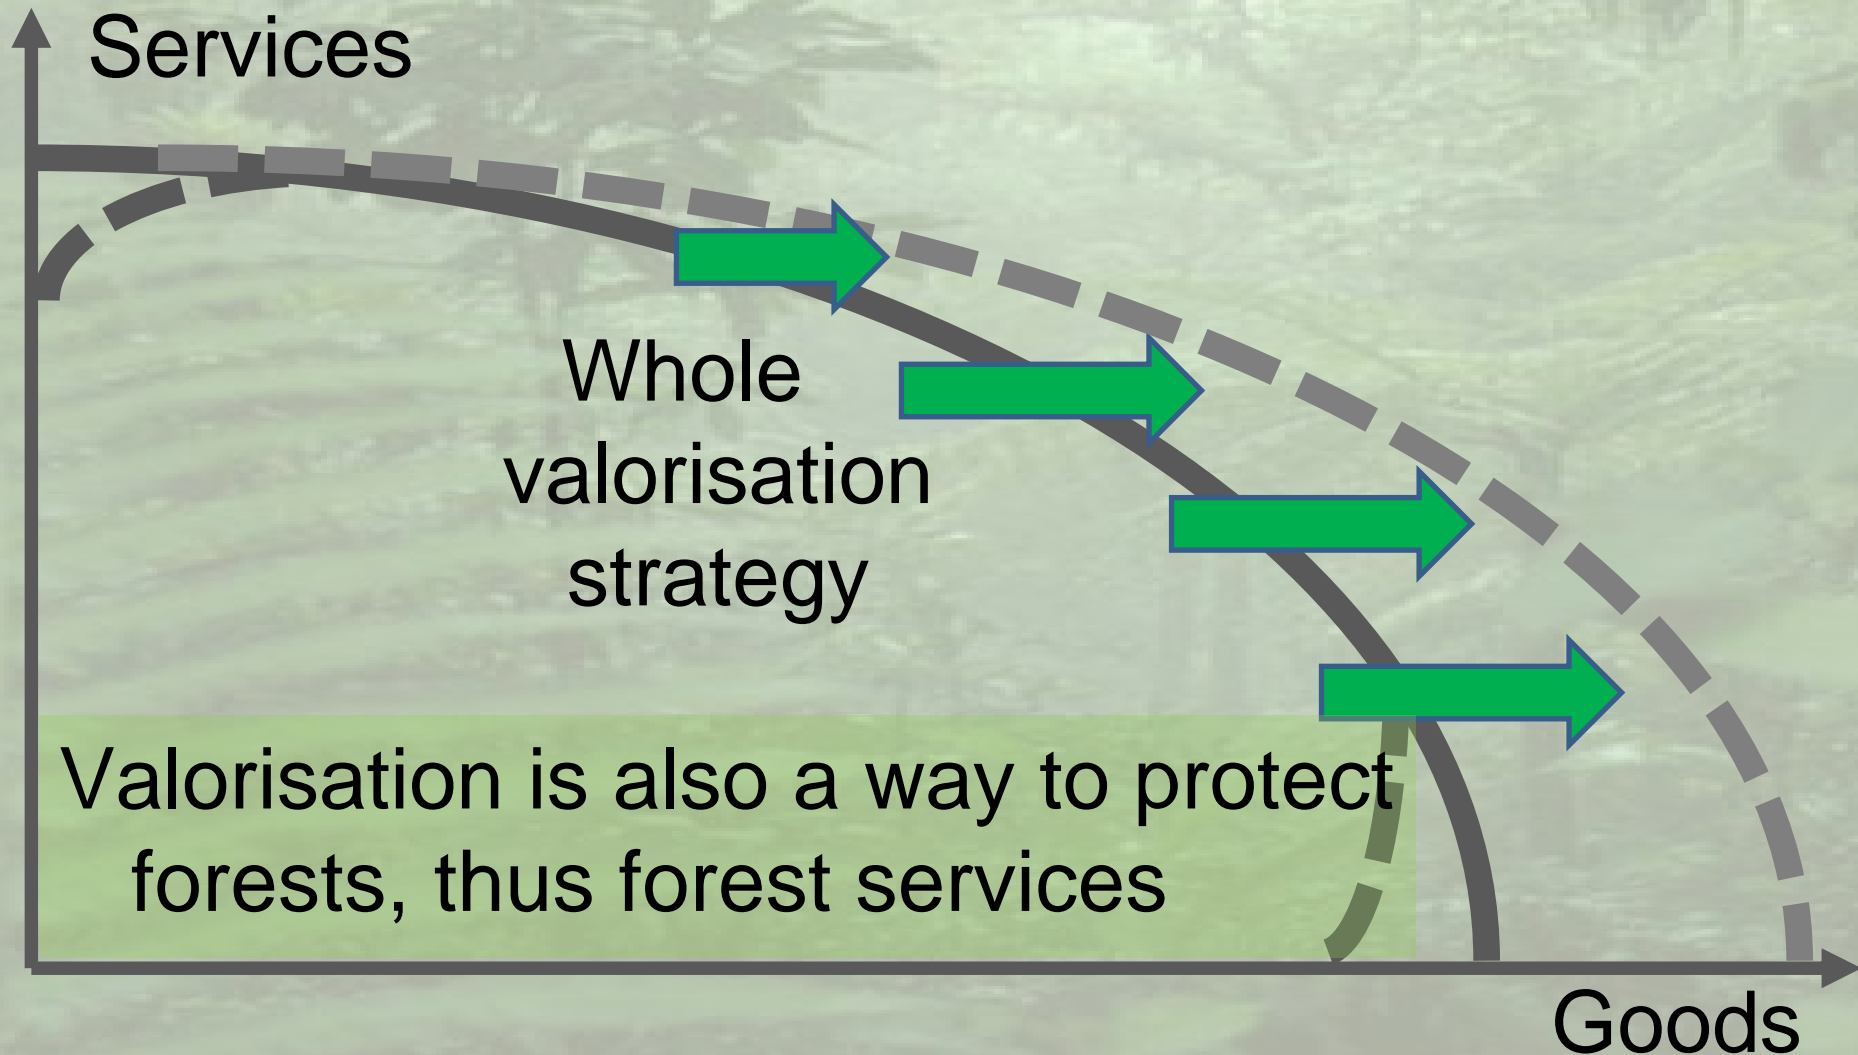 Services
Whole
valorisation
strategy
Valorisation is also a way to protect
forests, thus forest services
Goods